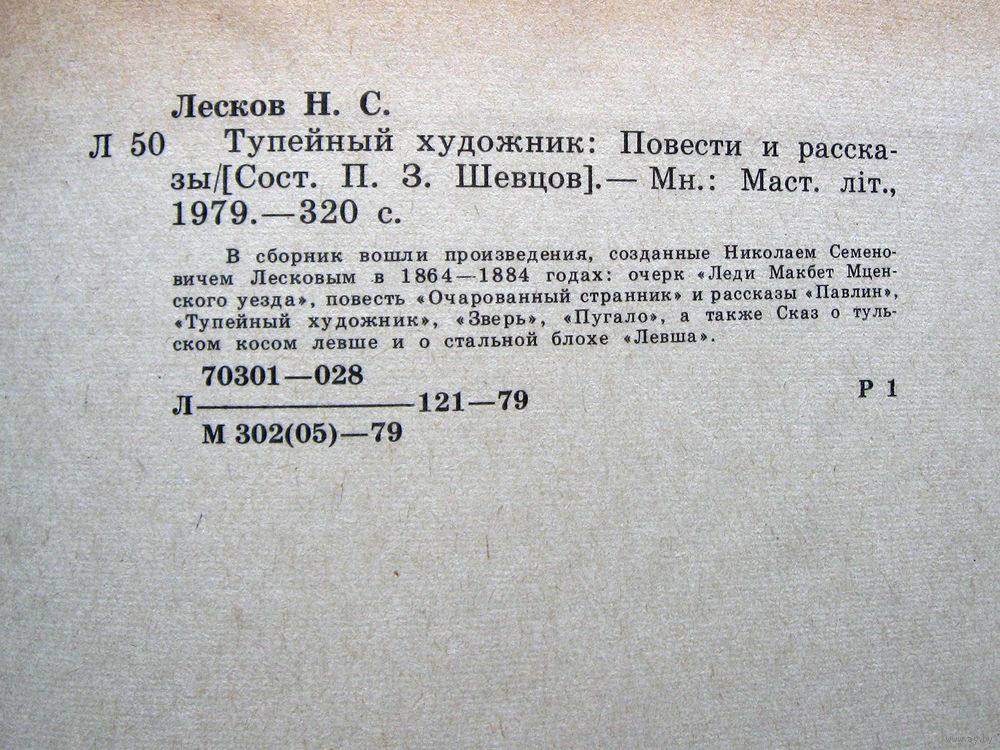 Лесков Н. С.
Л 50 Тупейный художник: Повести и расска-
зы/[Сост. П. З. Шевцов].— Мн.: Маст. літ.,
1979.—320 с.
В сборник вошли произведения, созданные Николаем Семено-
вичем Лесковым в 1864—1884 годах: очерк «Леди Макбет Мцен-
ского уезда», повесть «Очарованный странник» и рассказы «Павлин»,
«Тупейный художник», «Зверь», «Пугало», а также Сказ о туль-
ском косом левше и о стальной блохе «Левша».
70301—028
Л———121—79 Р 1
М 302(05)—79